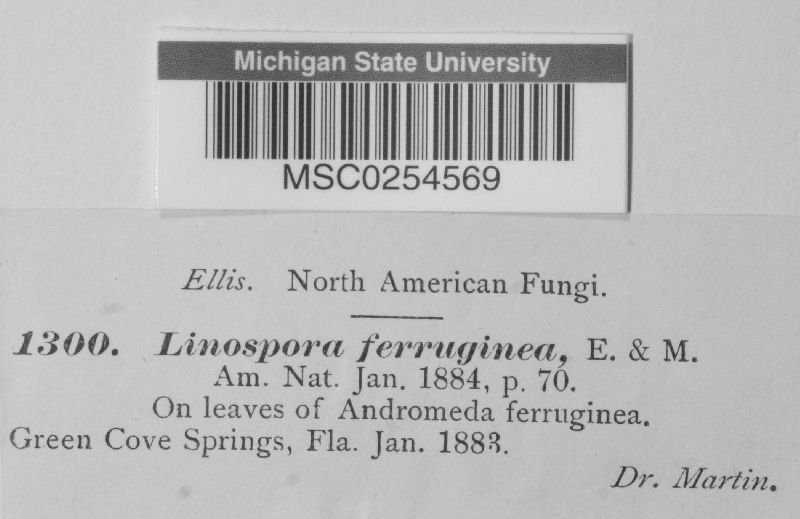 Michigan State University
MSC0254569
Ellis. North American Fungi.
1300. Linospora ferruginea, E. & M.
Am. Nat. Jan. 1884, p. 70.
On leaves of Andromeda ferruginea.
Green Cove Springs, Fla. Jan. 1883.
Dr. Martin.